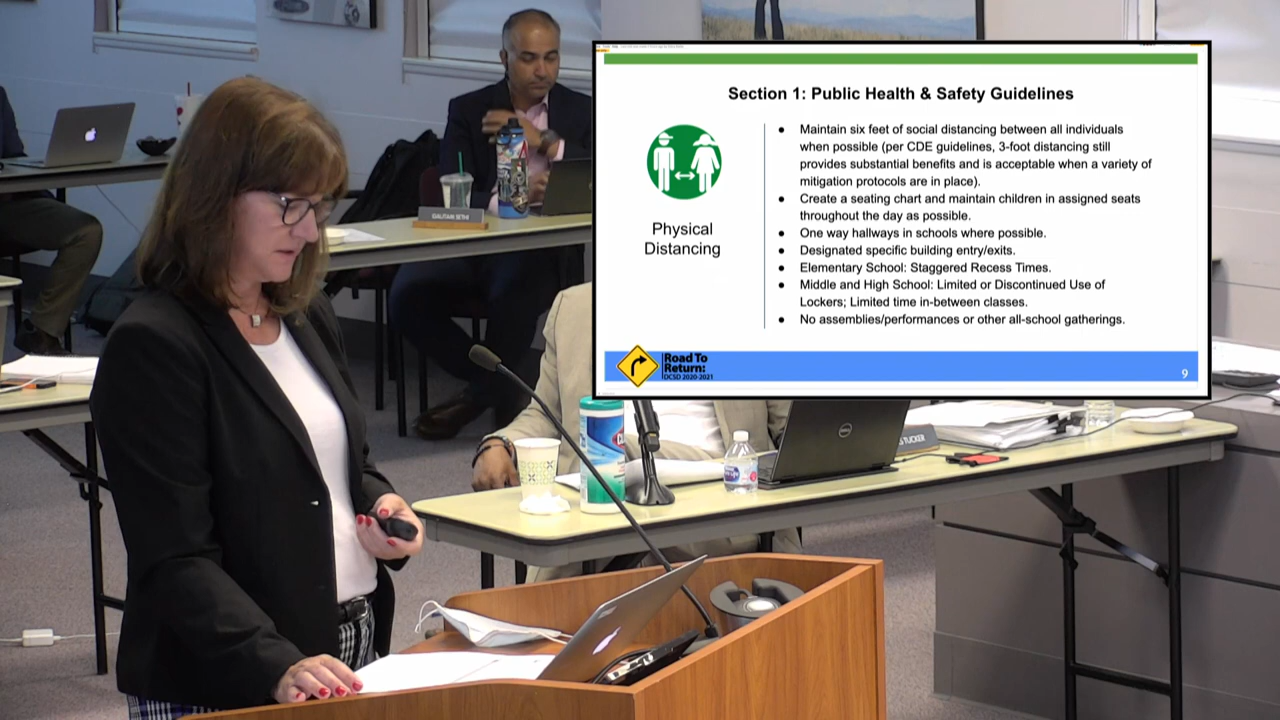 Section 1: Public Health & Safety Guidelines
Physical
Distancing
● Maintain six feet of social distancing between all individuals
when possible (per CDE guidelines, 3-foot distancing still
provides substantial benefits and is acceptable when a variety of
mitigation protocols are in place).
● Create a seating chart and maintain children in assigned seats
throughout the day as possible.
● One way hallways in schools where possible.
● Designated specific building entry/exits.
● Elementary School: Staggered Recess Times.
● Middle and High School: Limited or Discontinued Use of
Lockers; Limited time in-between classes.
● No assemblies/performances or other all-school gatherings.
Road To
Return:
DCSD 2020-2021
9
GAUTAM SETHI
TUCKER
DELL